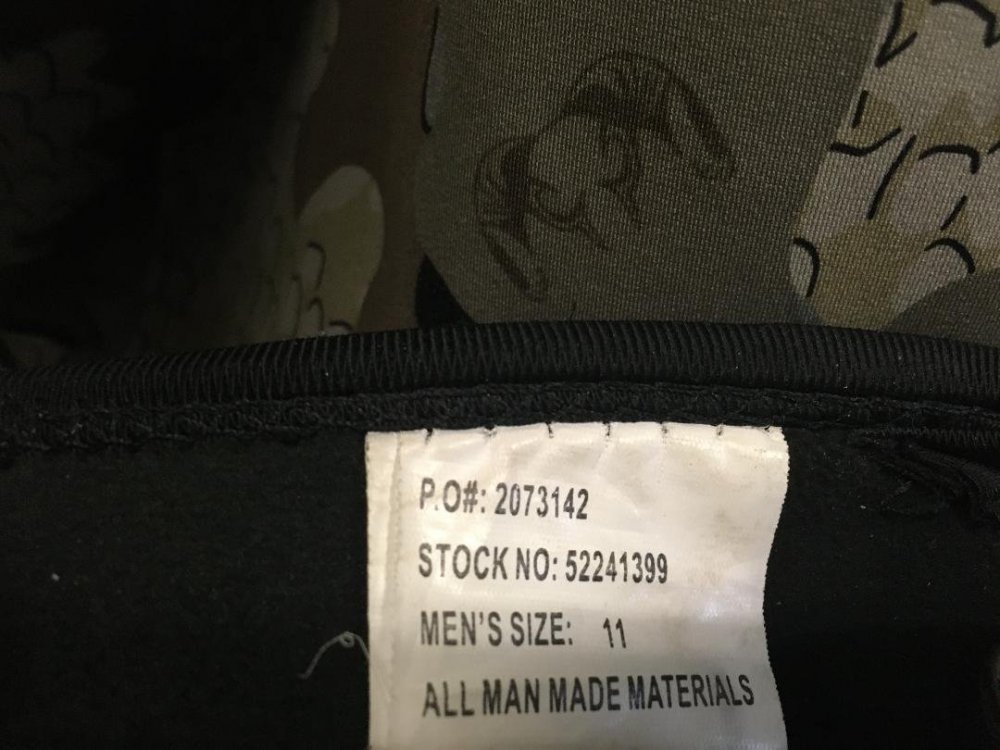 P.O#: 2073142
STOCK NO: 52241399
MEN'S SIZE: 11
ALL MAN MADE MATERIALS